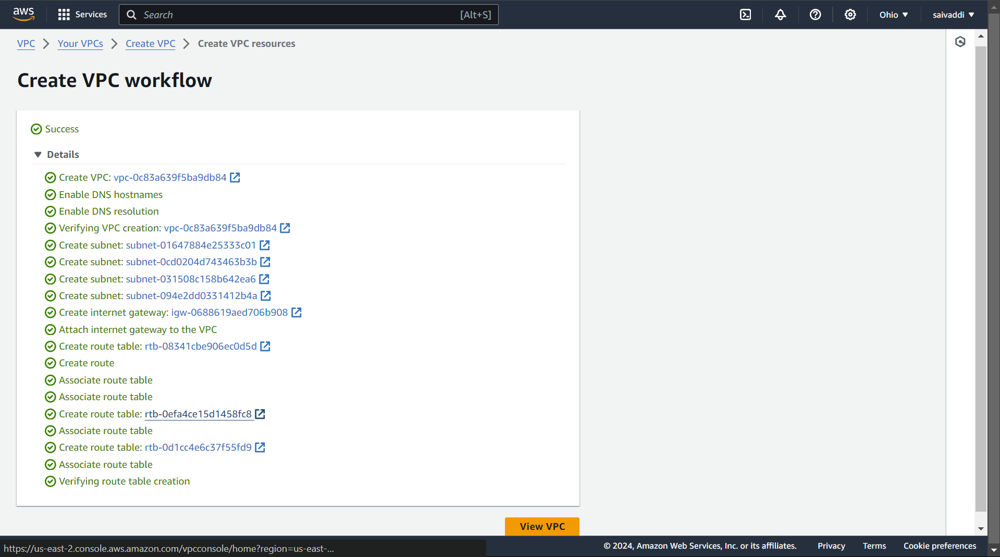 aws Services Search [Alt+S] Ohio saivaddi
VPC Your VPCs Create VPC Create VPC resources
Create VPC workflow
Success
Details
Create VPC: vpc-0c83a639f5ba9db84
Enable DNS hostnames
Enable DNS resolution
Verifying VPC creation: vpc-0c83a639f5ba9db84
Create subnet: subnet-01647884e25333c01
Create subnet: subnet-0cd0204d743463b3b
Create subnet: subnet-031508c158b642ea6
Create subnet: subnet-094e2dd0331412b4a
Create internet gateway: igw-0688619aed706b908
Attach internet gateway to the VPC
Create route table: rtb-08341cbe906ec0d5d
Create route
Associate route table
Associate route table
Create route table: rtb-0efa4ce15d1458fc8
Associate route table
Create route table: rtb-0d1cc4e6c37f55fd9
Associate route table
Verifying route table creation
View VPC
https://us-east-2.console.aws.amazon.com/vpcconsole/home?region=us-east-... © 2024, Amazon Web Services, Inc. or its affiliates. Privacy Terms Cookie preferences